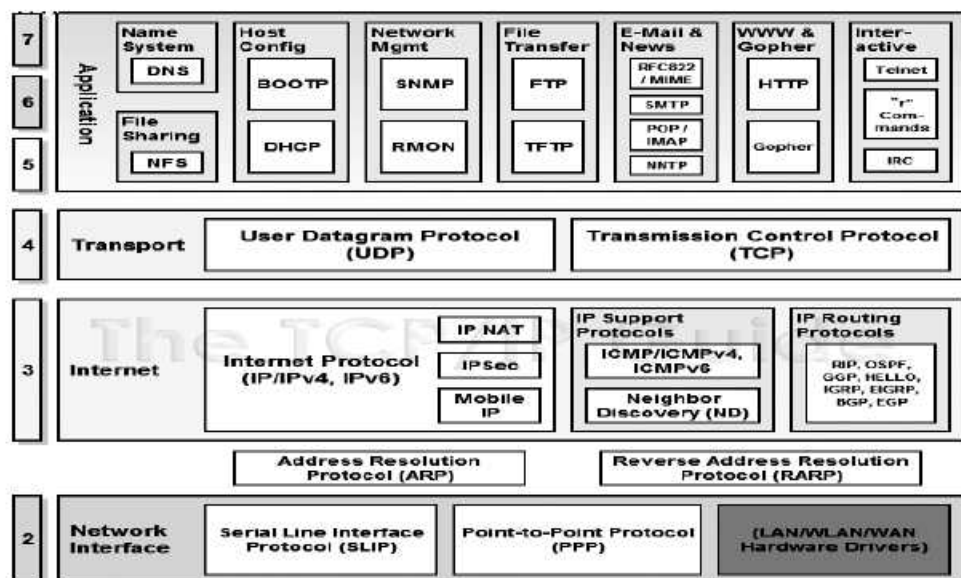 7
6
5
Application
Name
System
DNS
File
Sharing
NFS
Host
Config
BOOTP
DHCP
Network
Mgmt
SNMP
RMON
File
Transfer
FTP
TFTP
E-Mail &
News
RFC822
/ MIME
SMTP
POP /
IMAP
NNTP
WWW &
Gopher
HTTP
Gopher
Inter-
active
Telnet
"r"
Com-
mands
IRC
4
Transport
User Datagram Protocol
(UDP)
Transmission Control Protocol
(TCP)
The TCP/IP Guide
3
Internet
Internet Protocol
(IP/IPv4, IPv6)
IP NAT
IPSec
Mobile
IP
IP Support
Protocols
ICMP/ICMPv4,
ICMPv6
Neighbor
Discovery (ND)
IP Routing
Protocols
RIP, OSPF,
GGP, HELLO,
IGRP, EIGRP,
BGP, EGP
Address Resolution
Protocol (ARP)
Reverse Address Resolution
Protocol (RARP)
2
Network
Interface
Serial Line Interface
Protocol (SLIP)
Point-to-Point Protocol
(PPP)
(LAN/WLAN/WAN
Hardware Drivers)